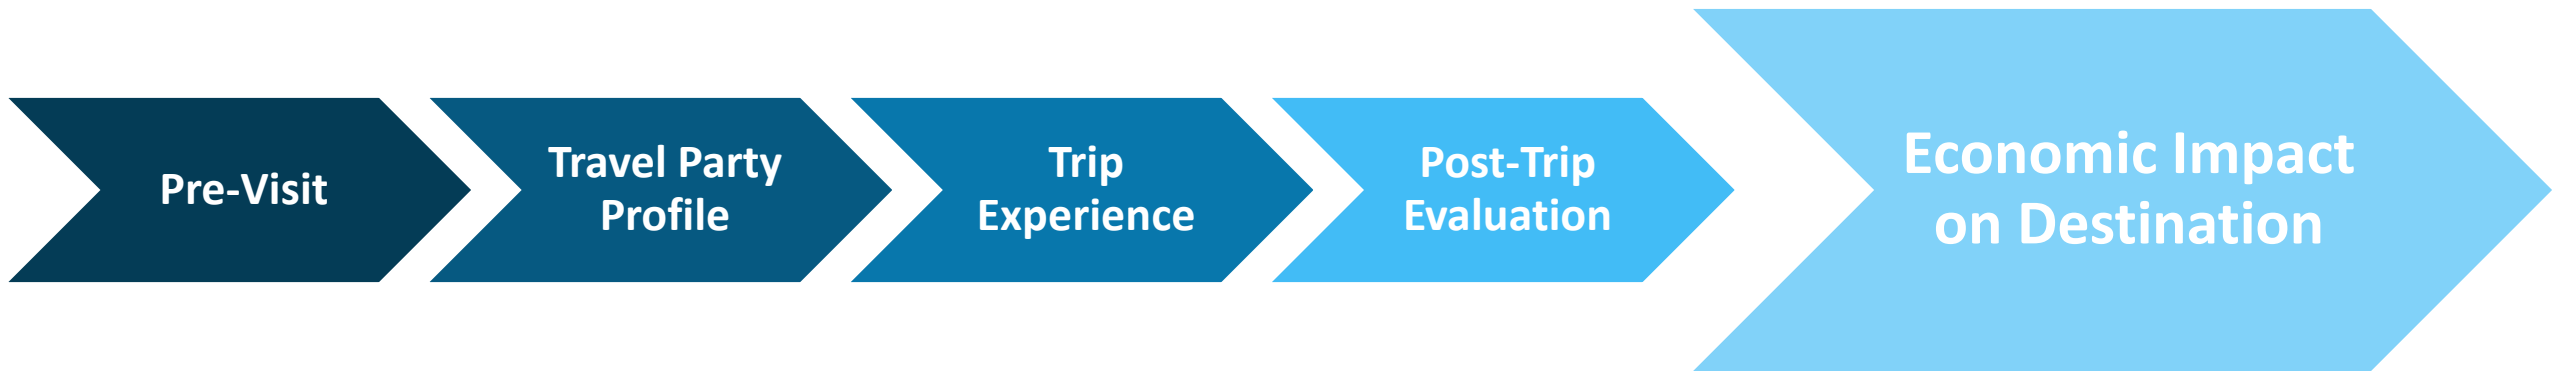 Pre-Visit
Travel Party
Profile
Trip
Experience
Post-Trip
Evaluation
Economic Impact
on Destination